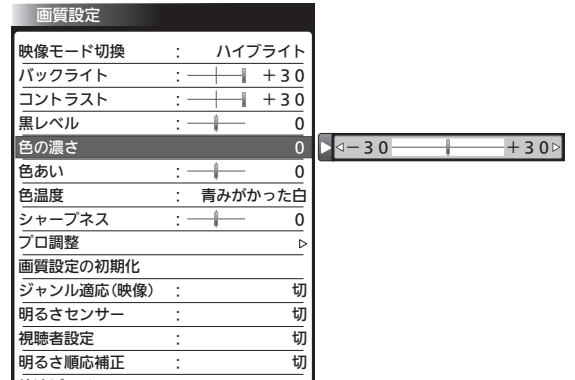 画質設定
映像モード切換 : ハイブライト
バックライト : +30
コントラスト : +30
黒レベル : 0
色の濃さ 0 −30 +30
色あい : 0
色温度 : 青みがかった白
シャープネス : 0
プロ調整
画質設定の初期化
ジャンル適応(映像) : 切
明るさセンサー : 切
視聴者設定 : 切
明るさ順応補正 : 切